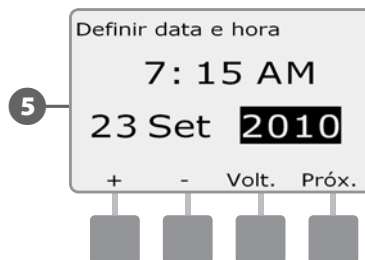 Definir data e hora
7: 15 AM
5
23 Set 2010
+ - Volt. Próx.